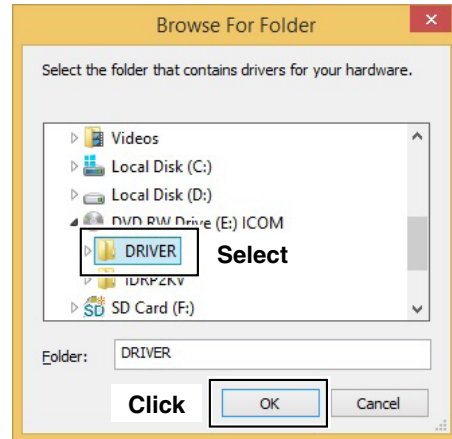 Browse For Folder
×
Select the folder that contains drivers for your hardware.
Videos
Local Disk (C:)
Local Disk (D:)
DVD RW Drive (E:) ICOM
DRIVER Select
IDRP2KV
SD SD Card (F:)
Folder: DRIVER
Click OK Cancel